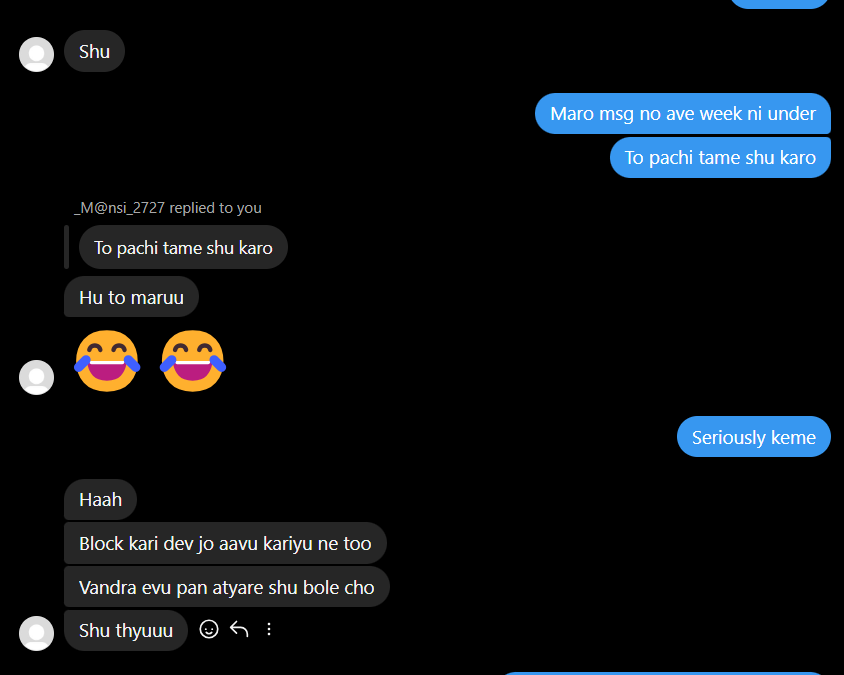 Shu
Maro msg no ave week ni under
To pachi tame shu karo
_M@nsi_2727 replied to you
To pachi tame shu karo
Hu to maruu
Seriously keme
Haah
Block kari dev jo aavu kariyu ne too
Vandra evu pan atyare shu bole cho
Shu thyuuu